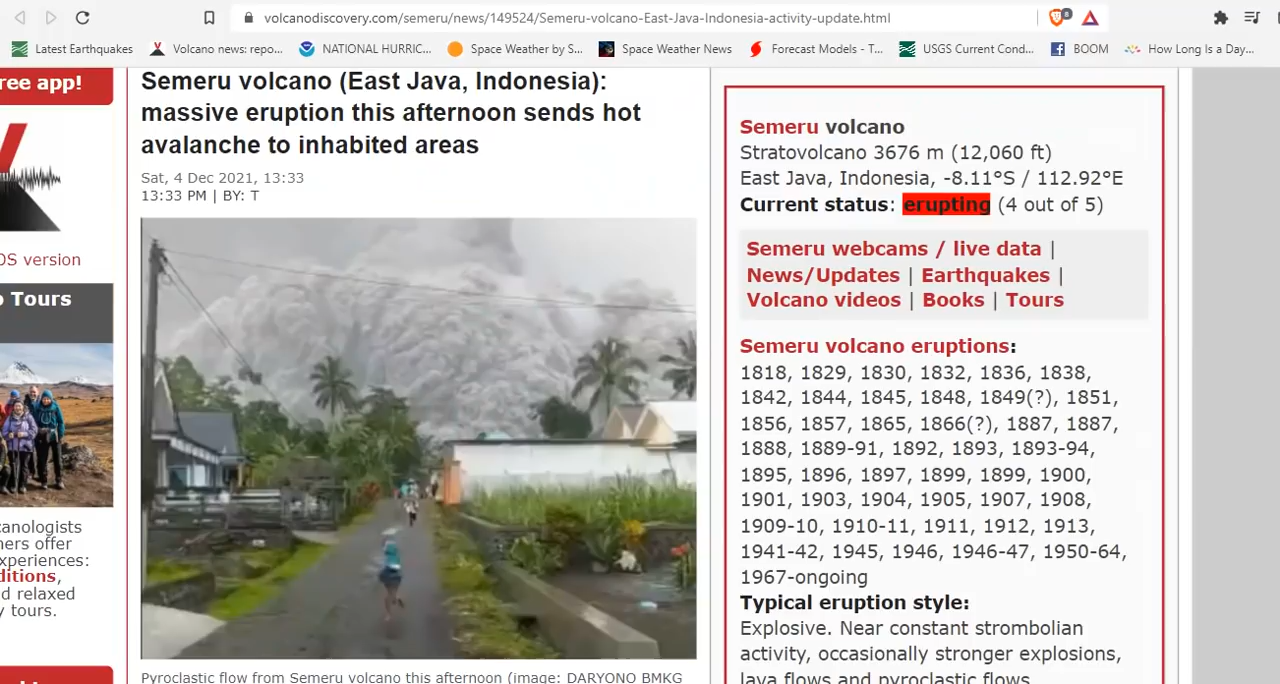 volcanodiscovery.com/semeru/news/149524/Semeru-volcano-East-Java-Indonesia-activity-update.html
8
Latest Earthquakes
Volcano news: repo...
NATIONAL HURRIC...
Space Weather by S...
Space Weather News
Forecast Models - T...
USGS Current Cond...
BOOM
How Long Is a Day...
ree app!
OS version
o Tours
canologists
ners offer
xperiences:
ditions,
d relaxed
y tours.
Semeru volcano (East Java, Indonesia):
massive eruption this afternoon sends hot
avalanche to inhabited areas
Sat, 4 Dec 2021, 13:33
13:33 PM | BY: T
Pyroclastic flow from Semeru volcano this afternoon (image: DARYONO BMKG
Semeru volcano
Stratovolcano 3676 m (12,060 ft)
East Java, Indonesia, -8.11°S / 112.92°E
Current status: erupting (4 out of 5)
Semeru webcams / live data |
News/Updates | Earthquakes |
Volcano videos | Books | Tours
Semeru volcano eruptions:
1818, 1829, 1830, 1832, 1836, 1838,
1842, 1844, 1845, 1848, 1849(?), 1851,
1856, 1857, 1865, 1866(?), 1887, 1887,
1888, 1889-91, 1892, 1893, 1893-94,
1895, 1896, 1897, 1899, 1899, 1900,
1901, 1903, 1904, 1905, 1907, 1908,
1909-10, 1910-11, 1911, 1912, 1913,
1941-42, 1945, 1946, 1946-47, 1950-64,
1967-ongoing
Typical eruption style:
Explosive. Near constant strombolian
activity, occasionally stronger explosions,
lava flows and pyroclastic flows